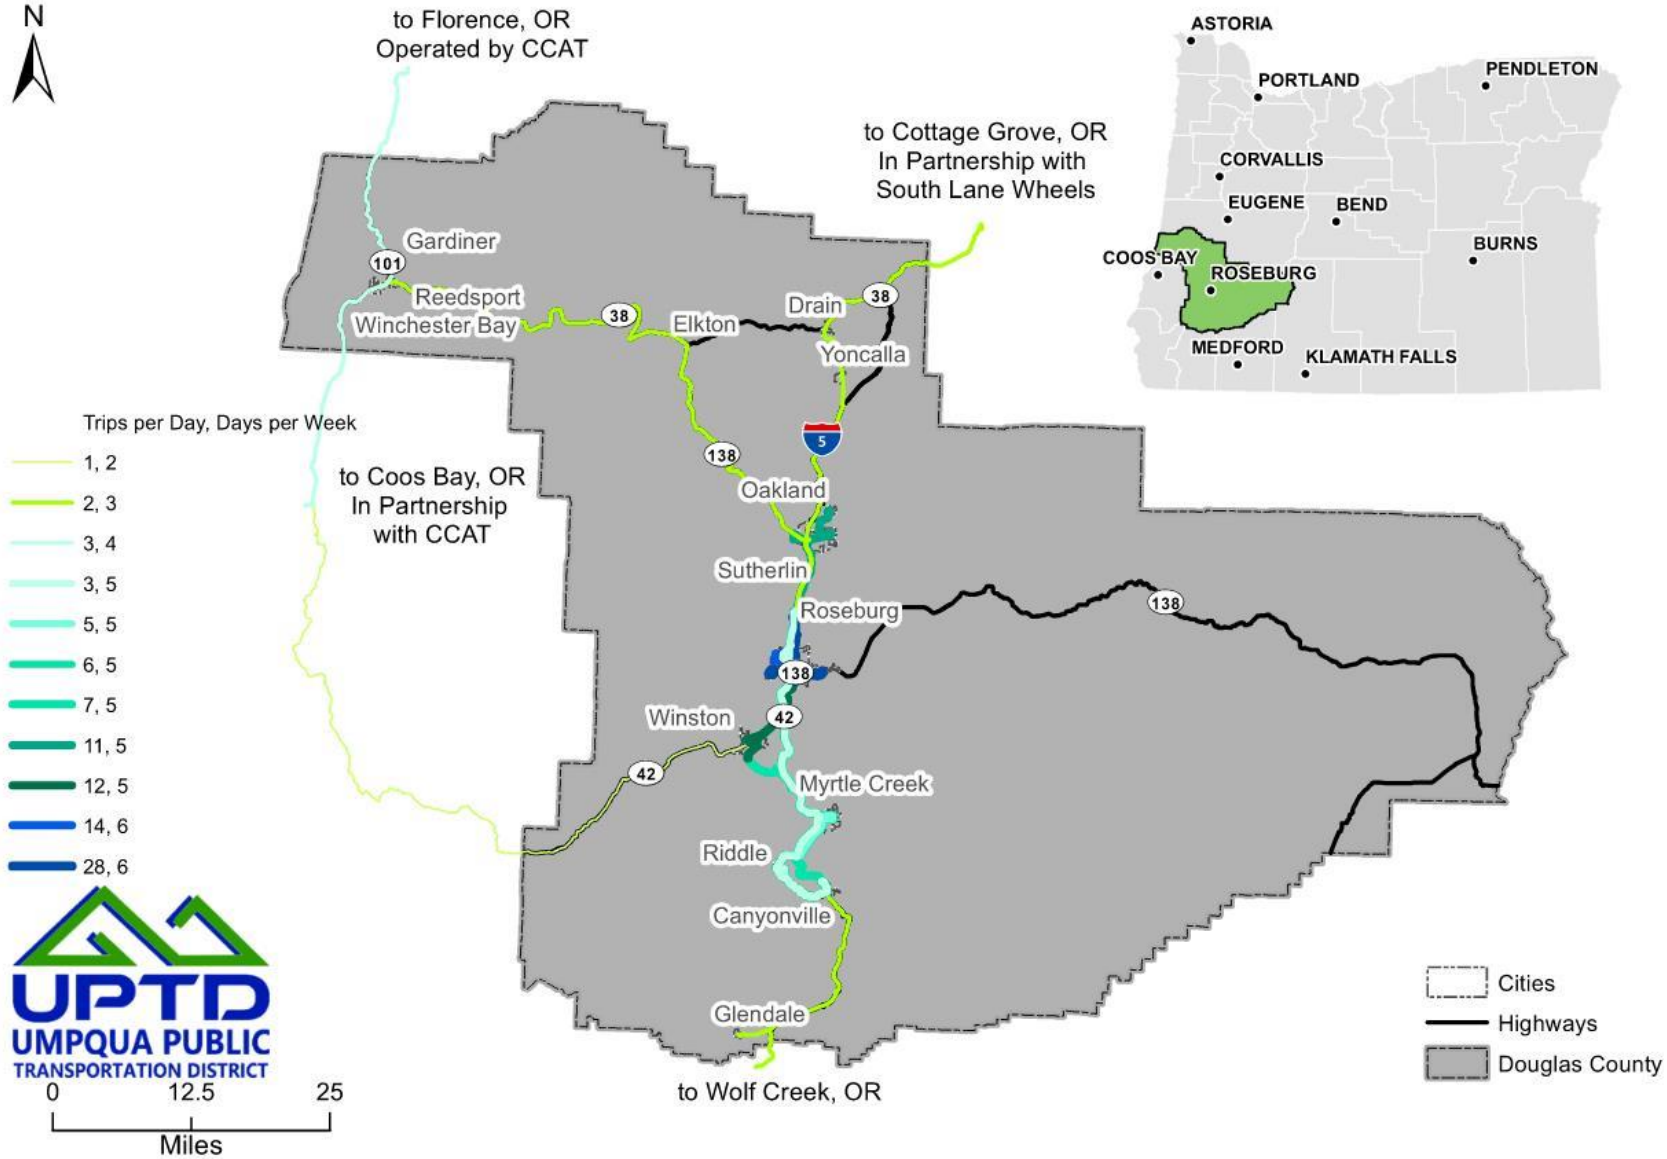 N
to Florence, OR
Operated by CCAT
to Cottage Grove, OR
In Partnership with
South Lane Wheels
ASTORIA
PORTLAND
PENDLETON
CORVALLIS
EUGENE
BEND
BURNS
COOS BAY
ROSEBURG
MEDFORD
KLAMATH FALLS
Gardiner
101
Reedsport
Winchester Bay
38
Elkton
Drain
38
Yoncalla
5
138
Oakland
Sutherlin
Roseburg
138
138
Winston
42
42
Myrtle Creek
Riddle
Canyonville
Glendale
to Wolf Creek, OR
to Coos Bay, OR
In Partnership
with CCAT
Trips per Day, Days per Week
1, 2
2, 3
3, 4
3, 5
5, 5
6, 5
7, 5
11, 5
12, 5
14, 6
28, 6
UPTD
UMPQUA PUBLIC
TRANSPORTATION DISTRICT
0 12.5 25
Miles
Cities
Highways
Douglas County